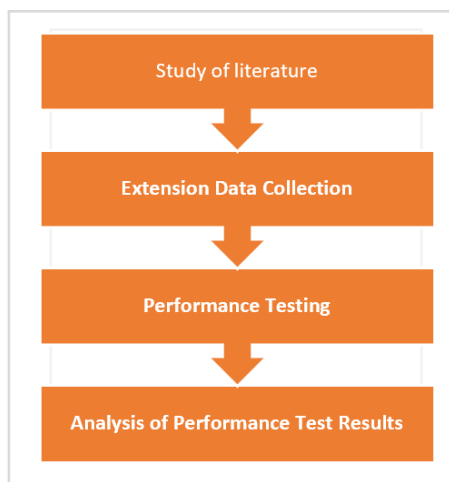 Study of literature
Extension Data Collection
Performance Testing
Analysis of Performance Test Results